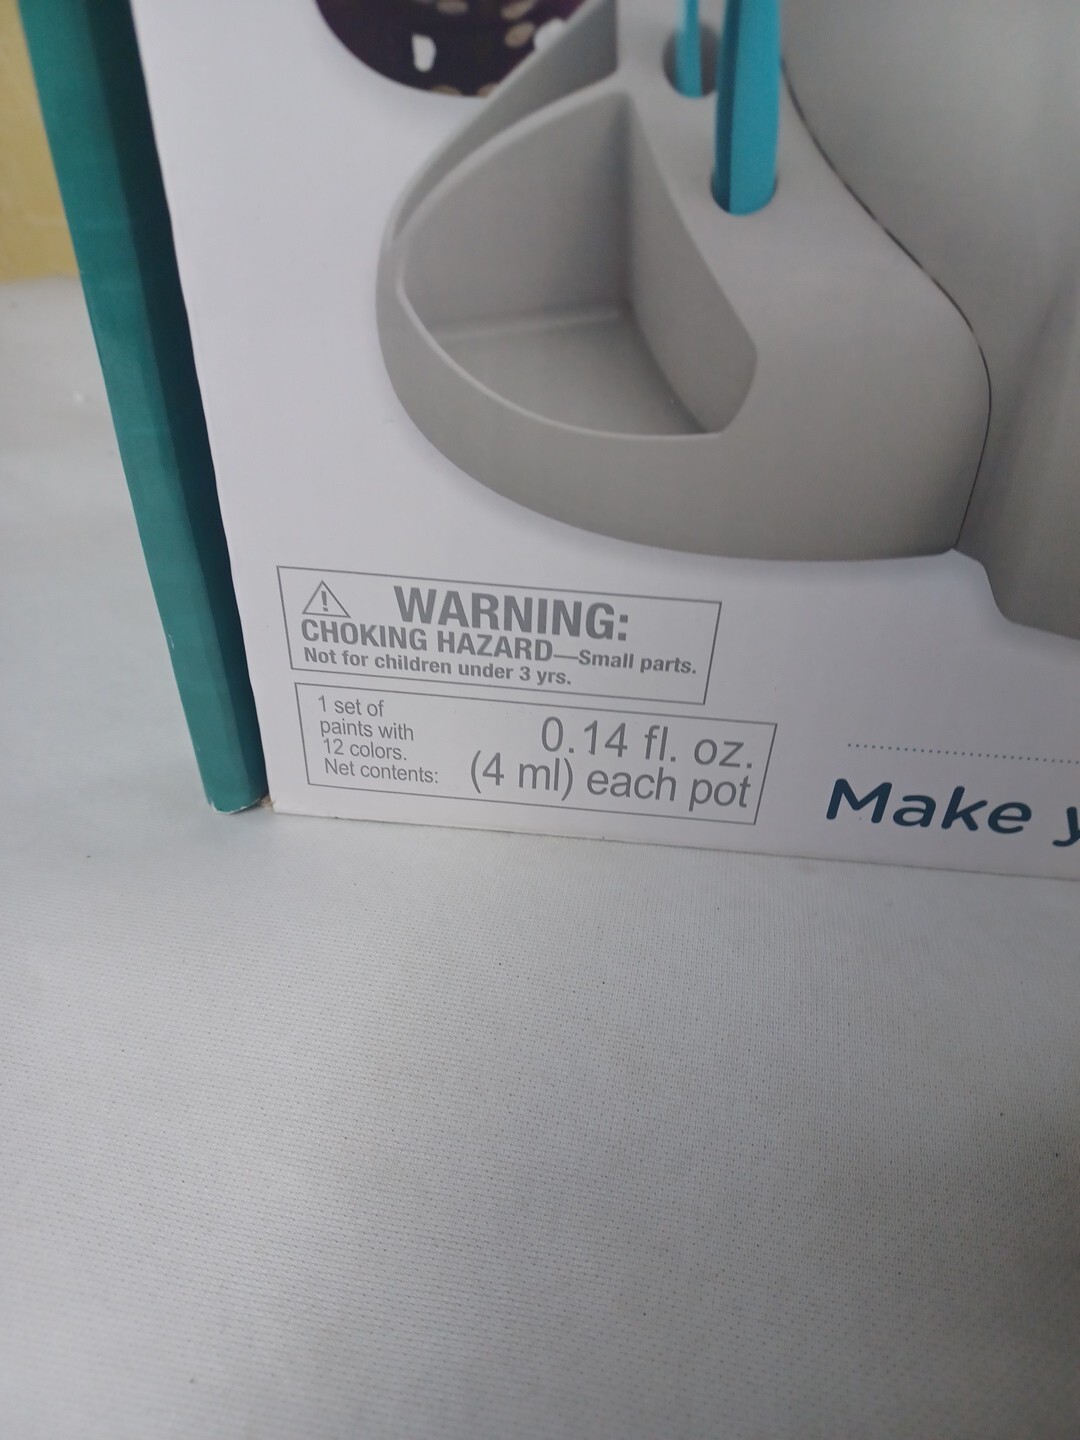 WARNING:
CHOKING HAZARD—Small parts.
Not for children under 3 yrs.
1 set of
paints with
12 colors.
Net contents:
0.14 fl. oz.
(4 ml) each pot
Make